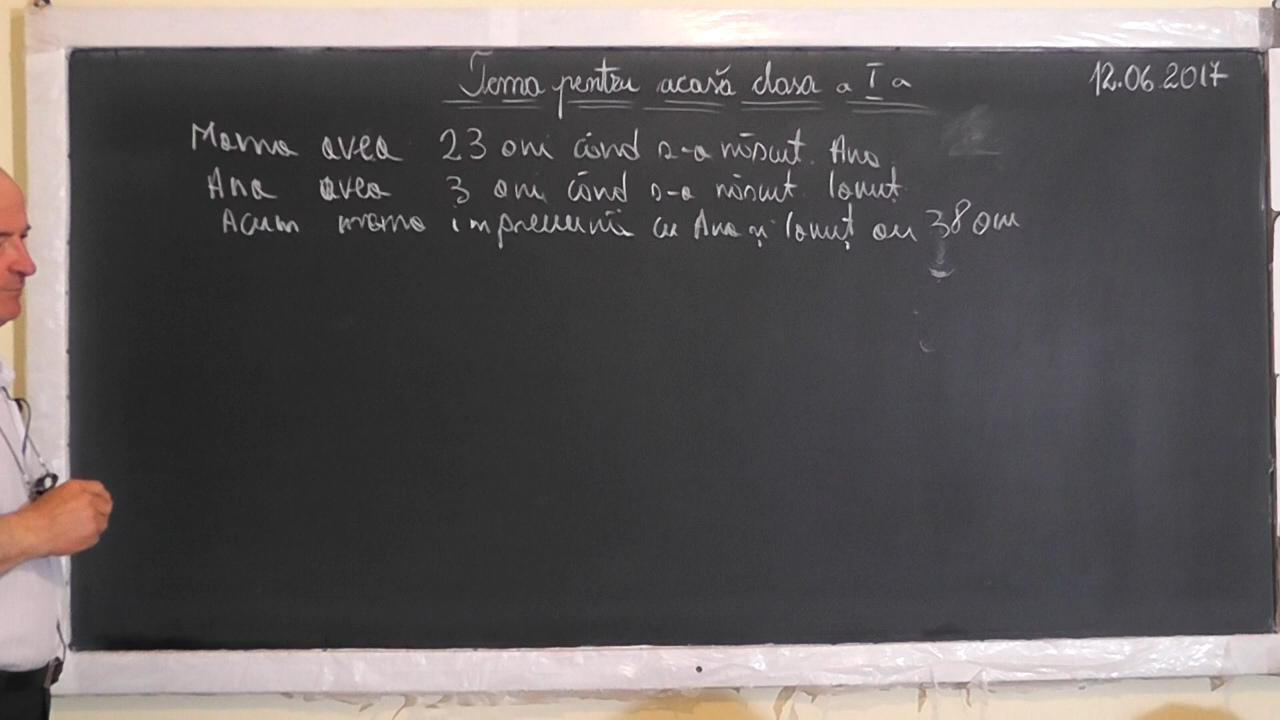 Tema pentru acasă clasa a I a
12.06.2017
Mama avea 23 ani când s-a născut Ana.
Ana avea 3 ani când s-a născut Ionuț.
Acum mama împreună cu Ana și Ionuț au 38 ani